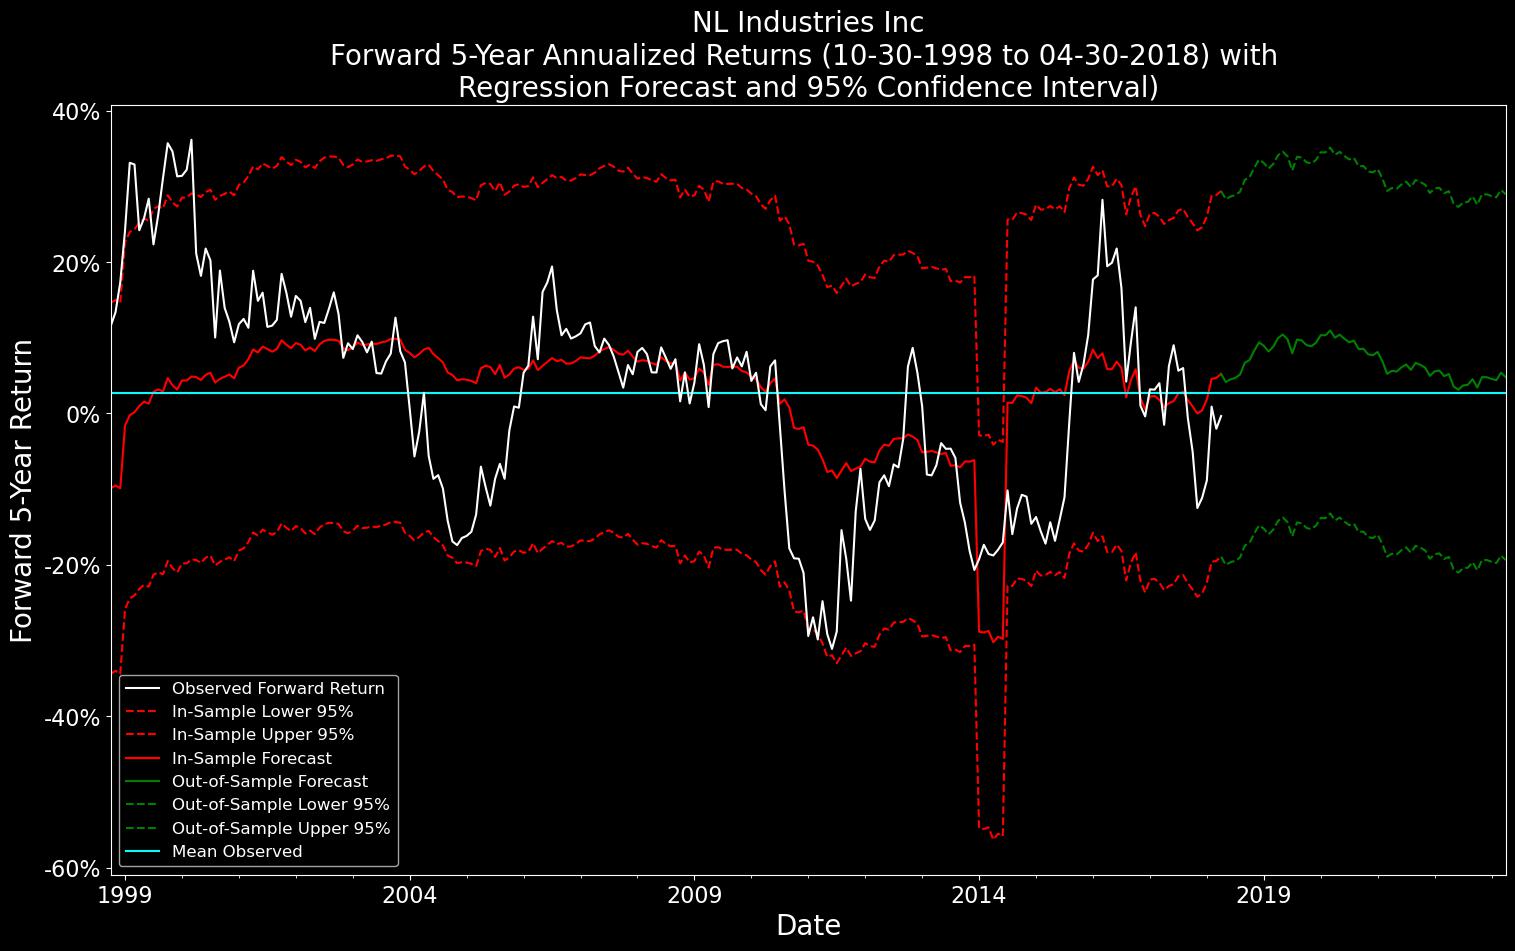 NL Industries Inc
Forward 5-Year Annualized Returns (10-30-1998 to 04-30-2018) with
Regression Forecast and 95% Confidence Interval)
Forward 5-Year Return
40%
20%
0%
-20%
-40%
-60%
Observed Forward Return
In-Sample Lower 95%
In-Sample Upper 95%
In-Sample Forecast
Out-of-Sample Forecast
Out-of-Sample Lower 95%
Out-of-Sample Upper 95%
Mean Observed
1999 2004 2009 2014 2019
Date